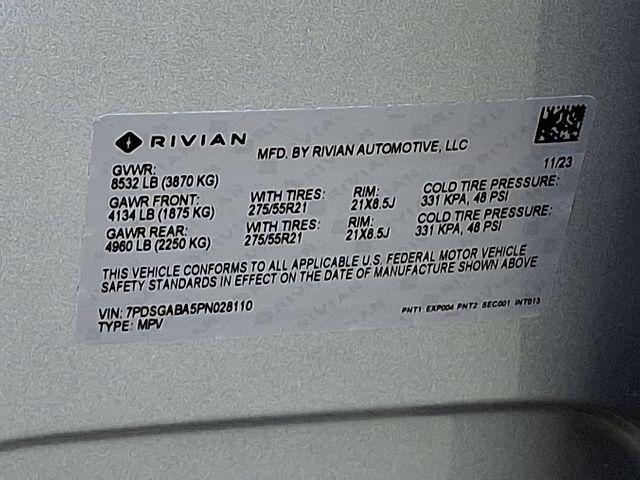 RIVIAN
MFD. BY RIVIAN AUTOMOTIVE, LLC
11/23
GVWR:
8532 LB (3870 KG)
GAWR FRONT: WITH TIRES: RIM: COLD TIRE PRESSURE:
4134 LB (1875 KG) 275/55R21 21X8.5J 331 KPA, 48 PSI
GAWR REAR: WITH TIRES: RIM: COLD TIRE PRESSURE:
4960 LB (2250 KG) 275/55R21 21X8.5J 331 KPA, 48 PSI
THIS VEHICLE CONFORMS TO ALL APPLICABLE U.S. FEDERAL MOTOR VEHICLE
SAFETY STANDARDS IN EFFECT ON THE DATE OF MANUFACTURE SHOWN ABOVE
VIN: 7PDSGABA5PN028110
TYPE: MPV
PNT1 EXP004 PNT2 SEC001 INT013